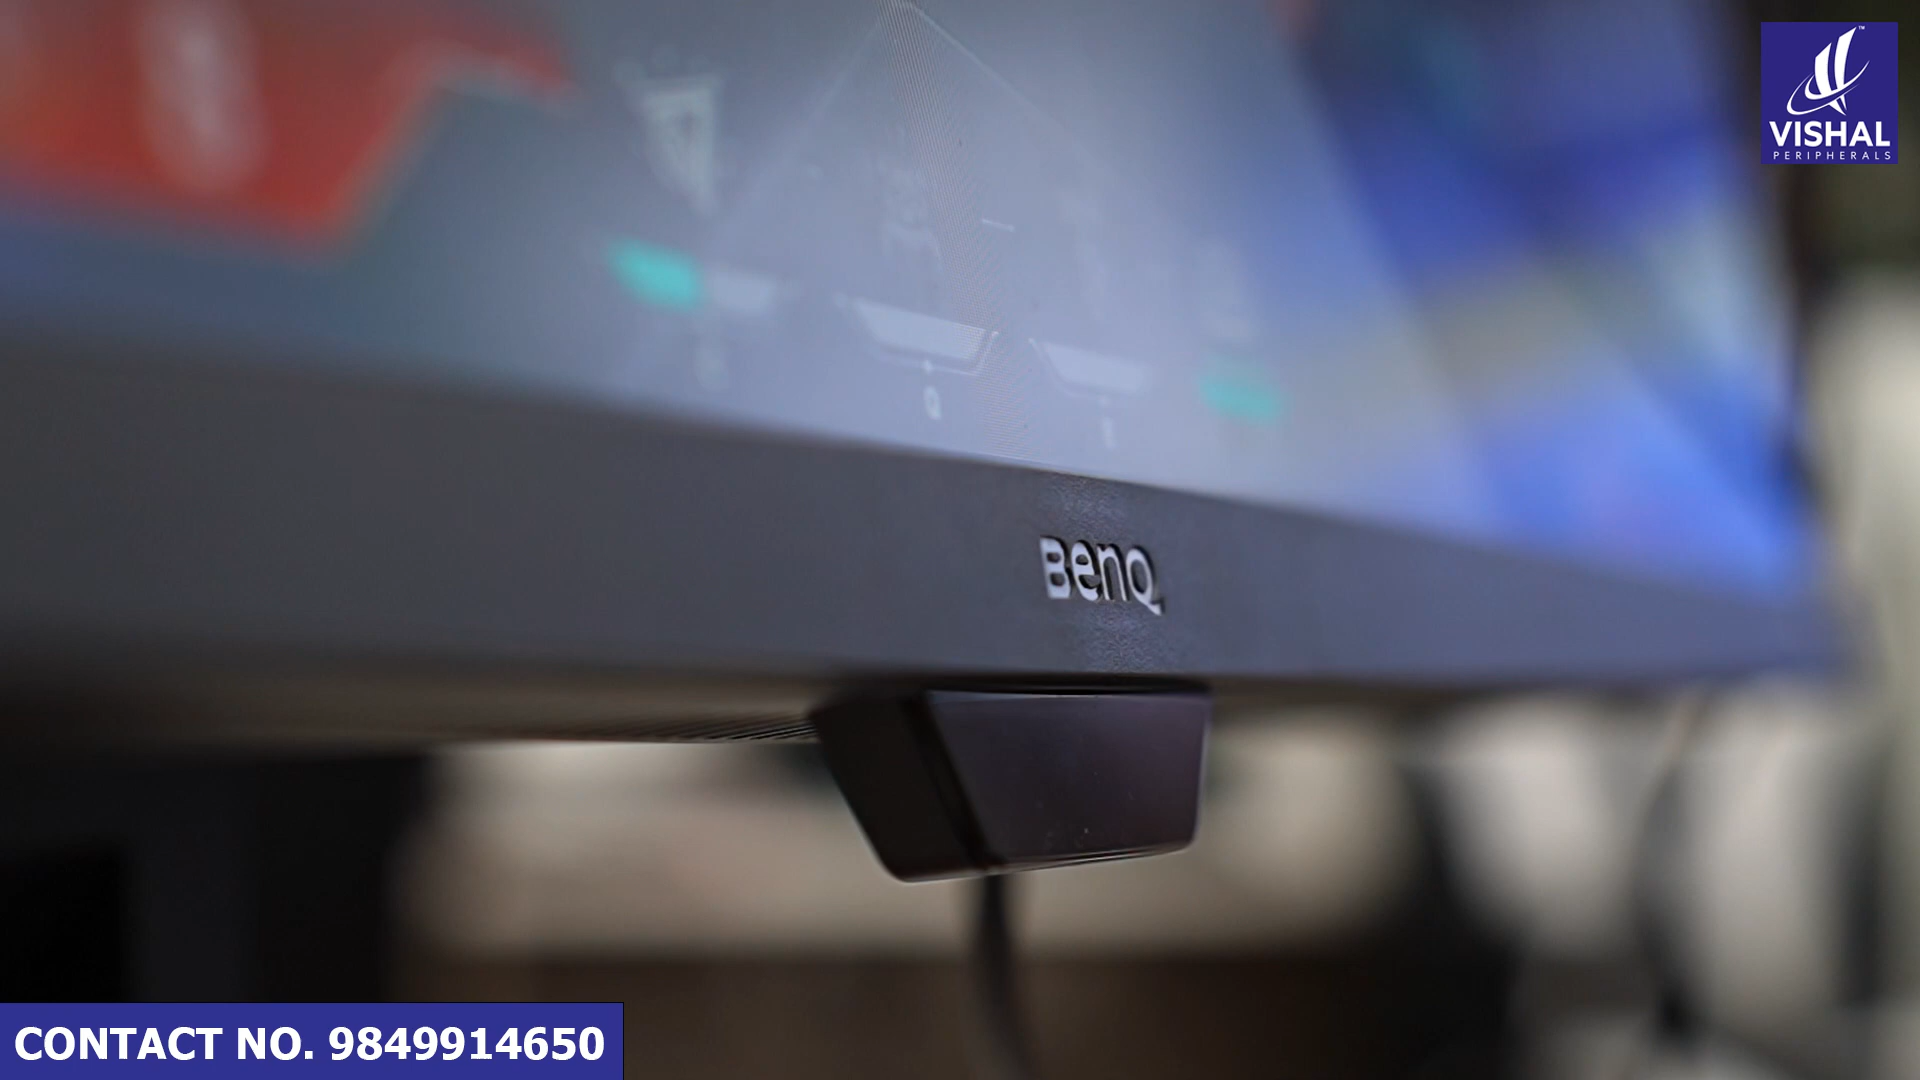 VISHAL
PERIPHERALS
Q
BenQ
CONTACT NO. 9849914650